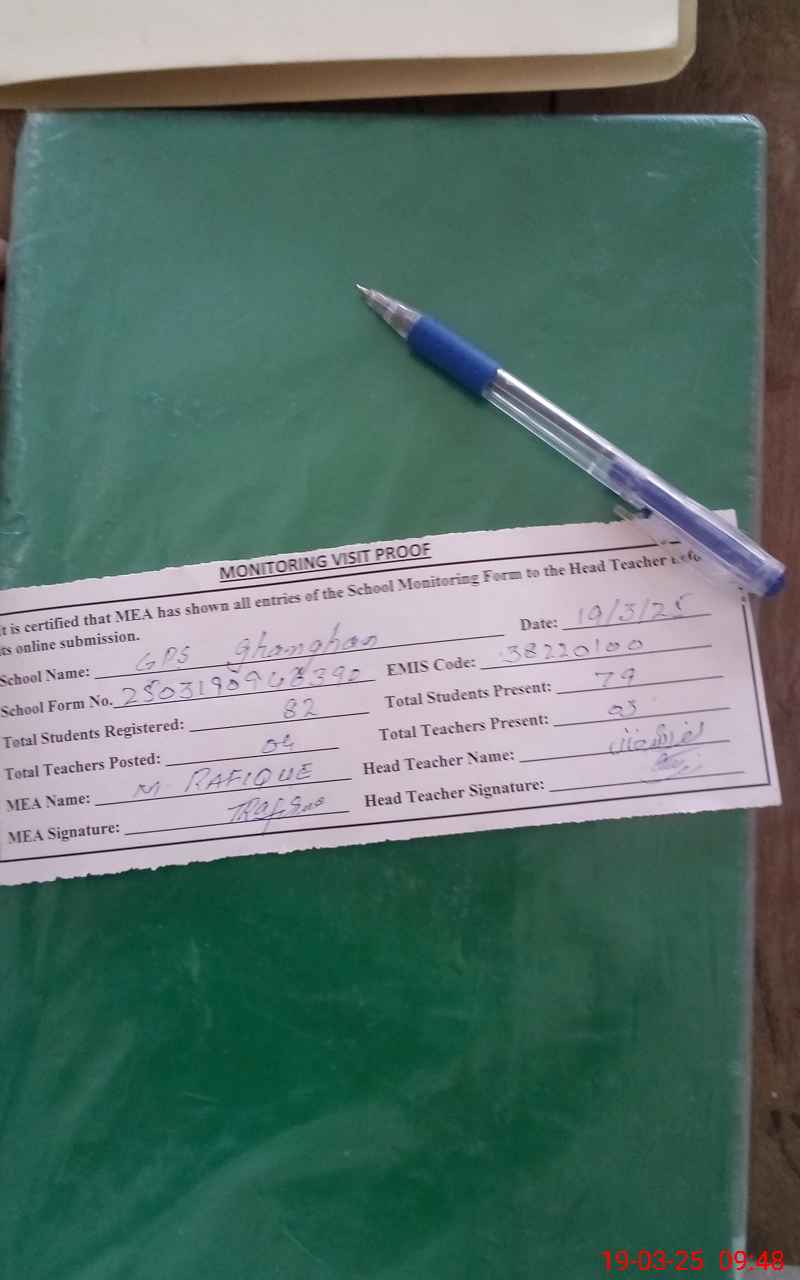 MONITORING VISIT PROOF
It is certified that MEA has shown all entries of the School Monitoring Form to the Head Teacher
its online submission.
School Name: GPS Ghanghan Date: 19/3/25
School Form No. EMIS Code: 38220100
Total Students Registered: 82 Total Students Present: 79
Total Teachers Posted: 04 Total Teachers Present: 03
MEA Name: M. RAFIQUE Head Teacher Name:
MEA Signature: Head Teacher Signature:
19-03-25 09:48